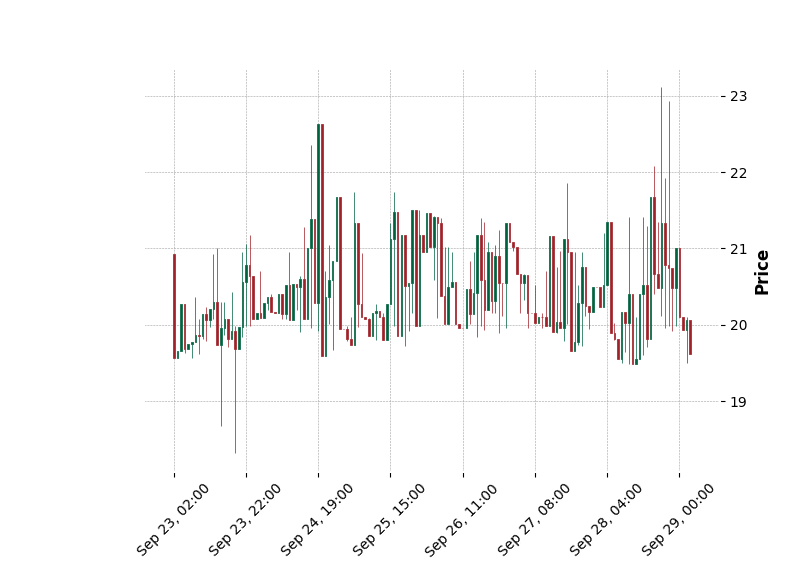 23
22
21
20
19
Price
Sep 23, 02:00
Sep 23, 22:00
Sep 24, 19:00
Sep 25, 15:00
Sep 26, 11:00
Sep 27, 08:00
Sep 28, 04:00
Sep 29, 00:00